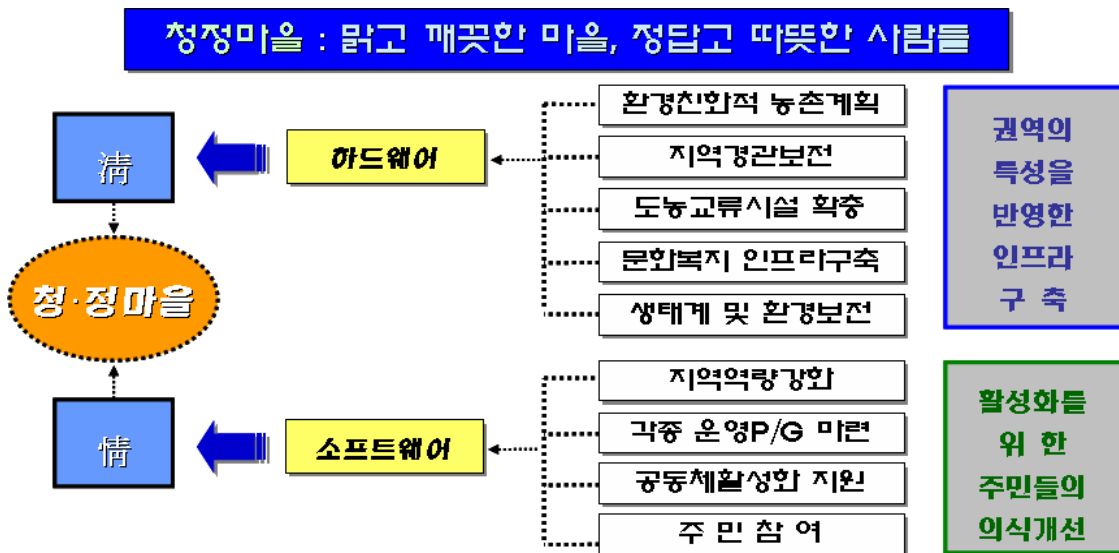 청정마을 : 맑고 깨끗한 마을, 정답고 따뜻한 사람들
淸
하드웨어
환경친화적 농촌계획
지역경관보전
도농교류시설 확충
문화복지 인프라구축
생태계 및 환경보전
권역의
특성을
반영한
인프라
구 축
청·정마을
情
소프트웨어
지역역량강화
각종 운영P/G 마련
공동체활성화 지원
주 민 참 여
활성화를
위 한
주민들의
의식개선